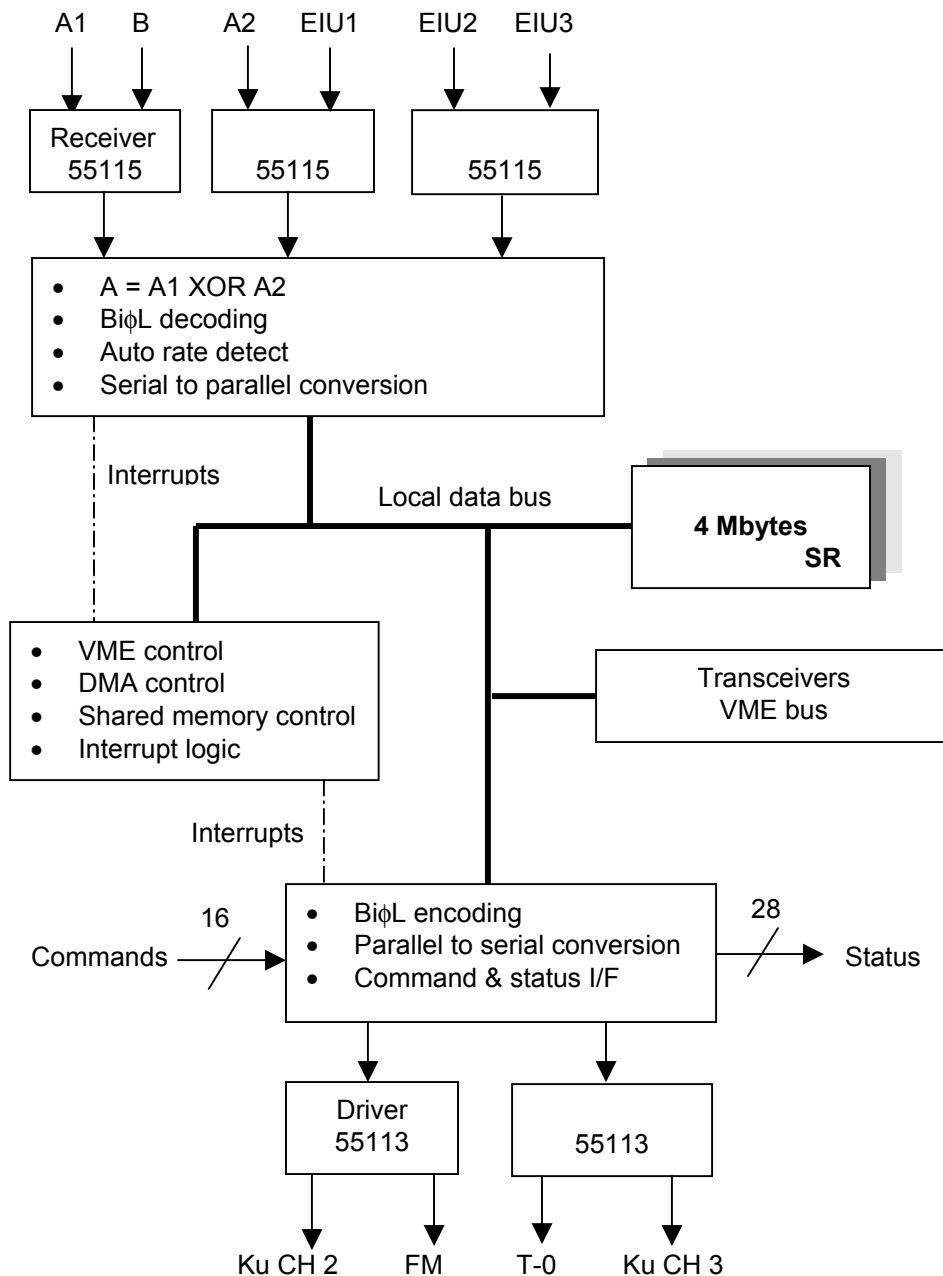 A1 B A2 EIU1 EIU2 EIU3
Receiver
55115
55115
55115
• A = A1 XOR A2
• BiϕL decoding
• Auto rate detect
• Serial to parallel conversion
Interrupts
Local data bus
4 Mbytes
SR
• VME control
• DMA control
• Shared memory control
• Interrupt logic
Transceivers
VME bus
Interrupts
16
Commands
• BiϕL encoding
• Parallel to serial conversion
• Command & status I/F
28
Status
Driver
55113
55113
Ku CH 2 FM T-0 Ku CH 3